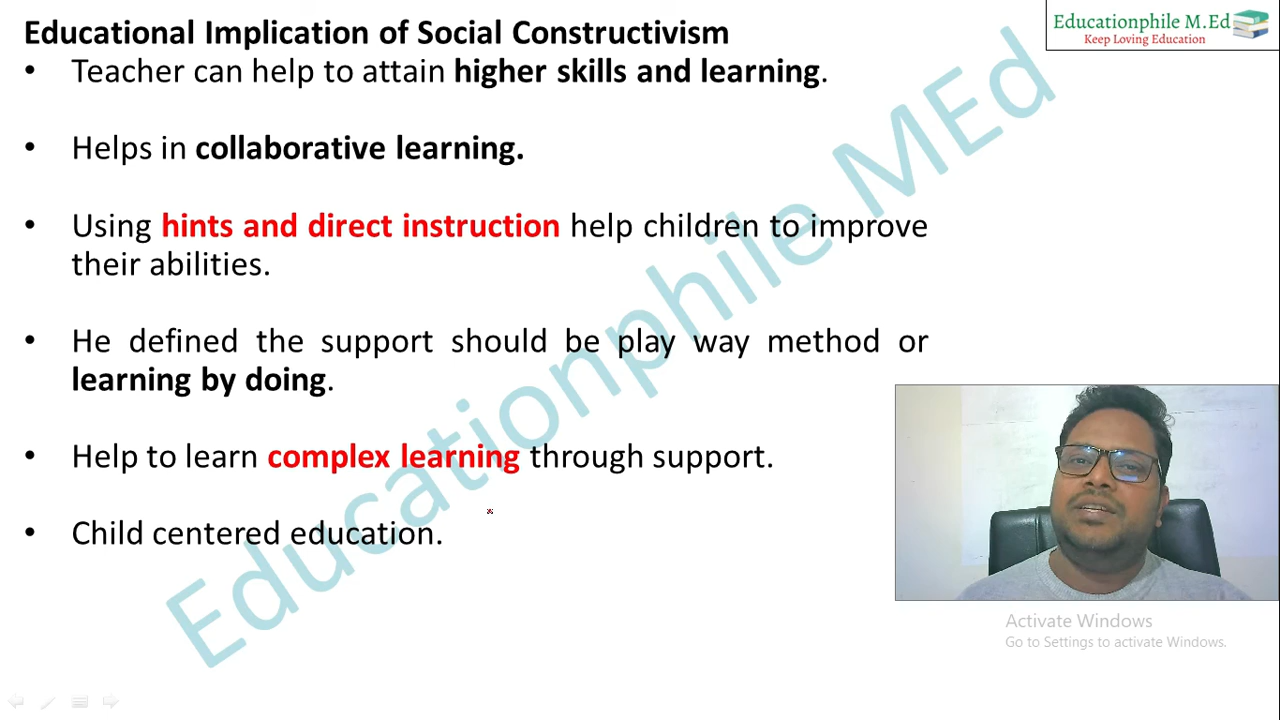 Educational Implication of Social Constructivism
Educationphile M.Ed
Keep Loving Education
• Teacher can help to attain higher skills and learning.
• Helps in collaborative learning.
• Using hints and direct instruction help children to improve
their abilities.
• He defined the support should be play way method or
learning by doing.
• Help to learn complex learning through support.
• Child centered education.
Educationphile MEd
Activate Windows
Go to Settings to activate Windows.